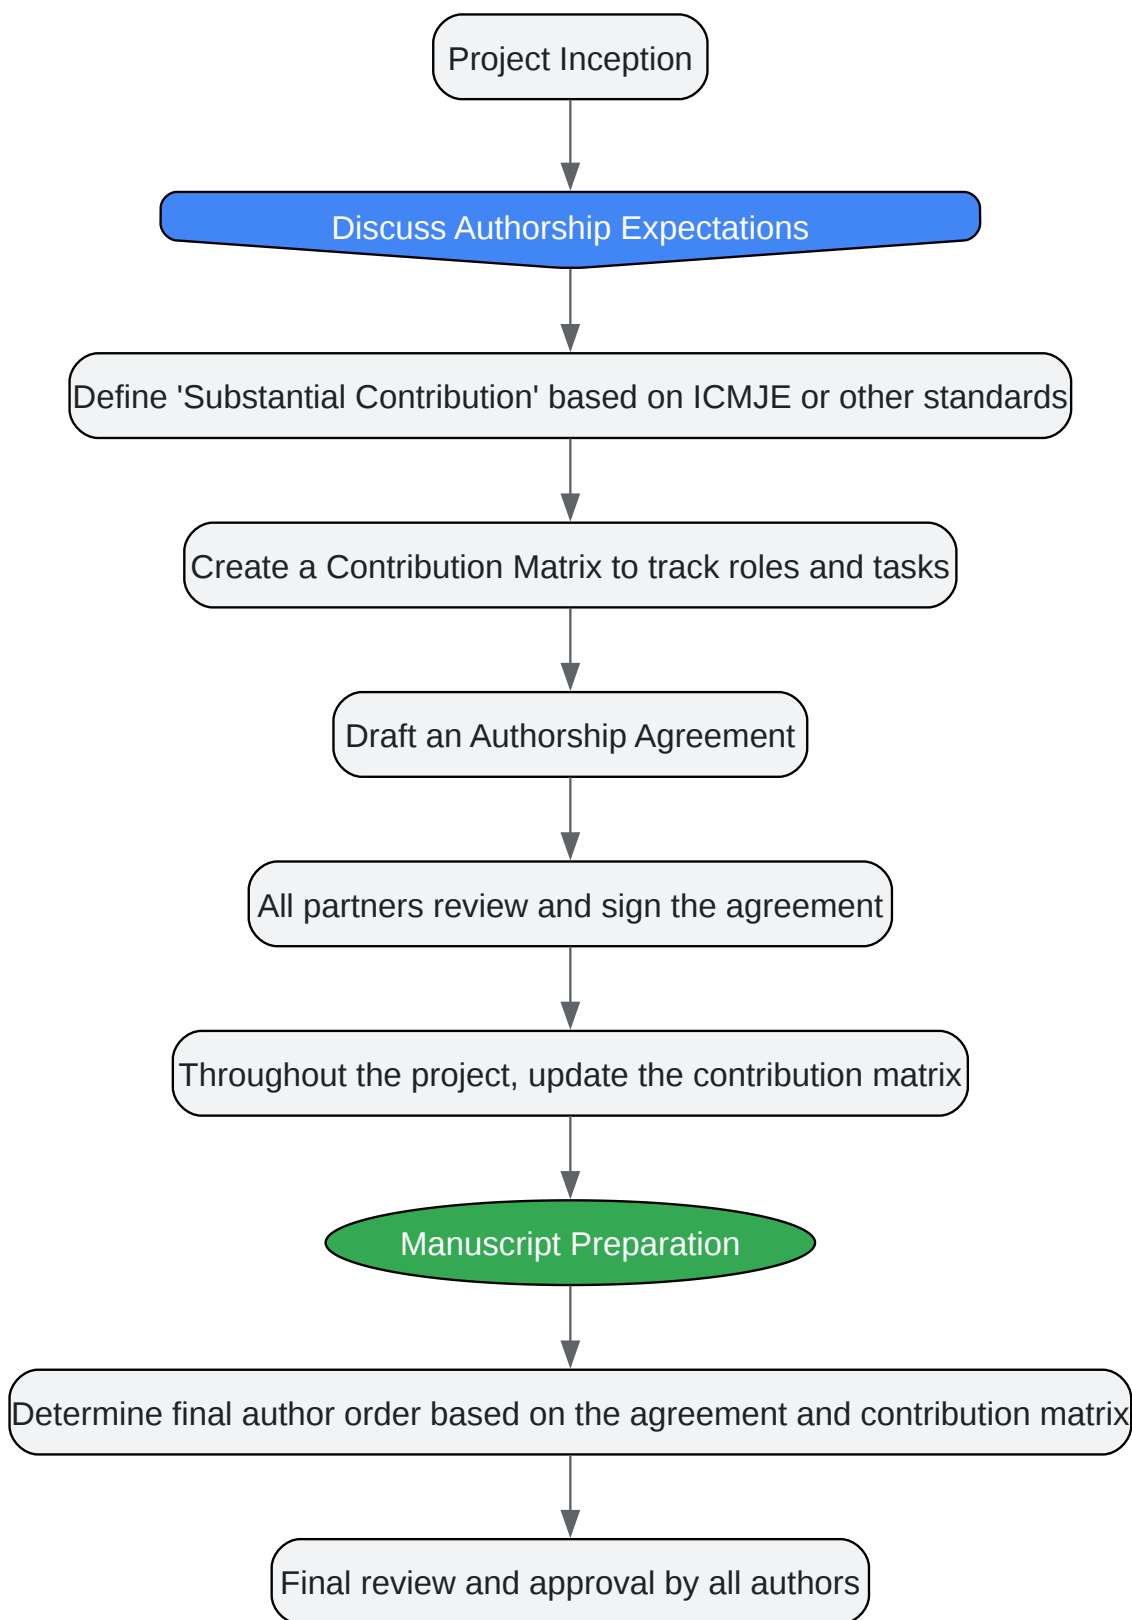 Project Inception
Discuss Authorship Expectations
Define 'Substantial Contribution' based on ICMJE or other standards
Create a Contribution Matrix to track roles and tasks
Draft an Authorship Agreement
All partners review and sign the agreement
Throughout the project, update the contribution matrix
Manuscript Preparation
Determine final author order based on the agreement and contribution matrix
Final review and approval by all authors